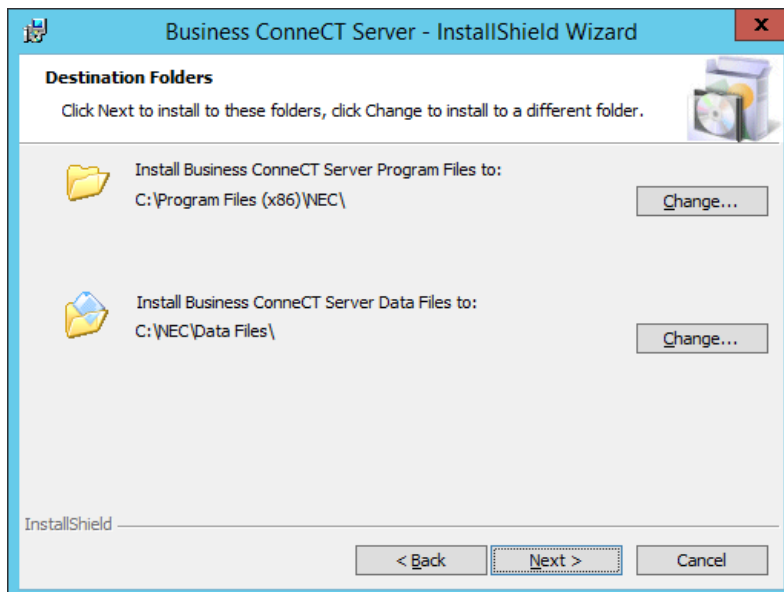 Business ConneCT Server - InstallShield Wizard
x
Destination Folders
Click Next to install to these folders, click Change to install to a different folder.
Install Business ConneCT Server Program Files to:
C:\Program Files (x86)\NEC\
Change...
Install Business ConneCT Server Data Files to:
C:\NEC\Data Files\
Change...
InstallShield
< Back
Next >
Cancel